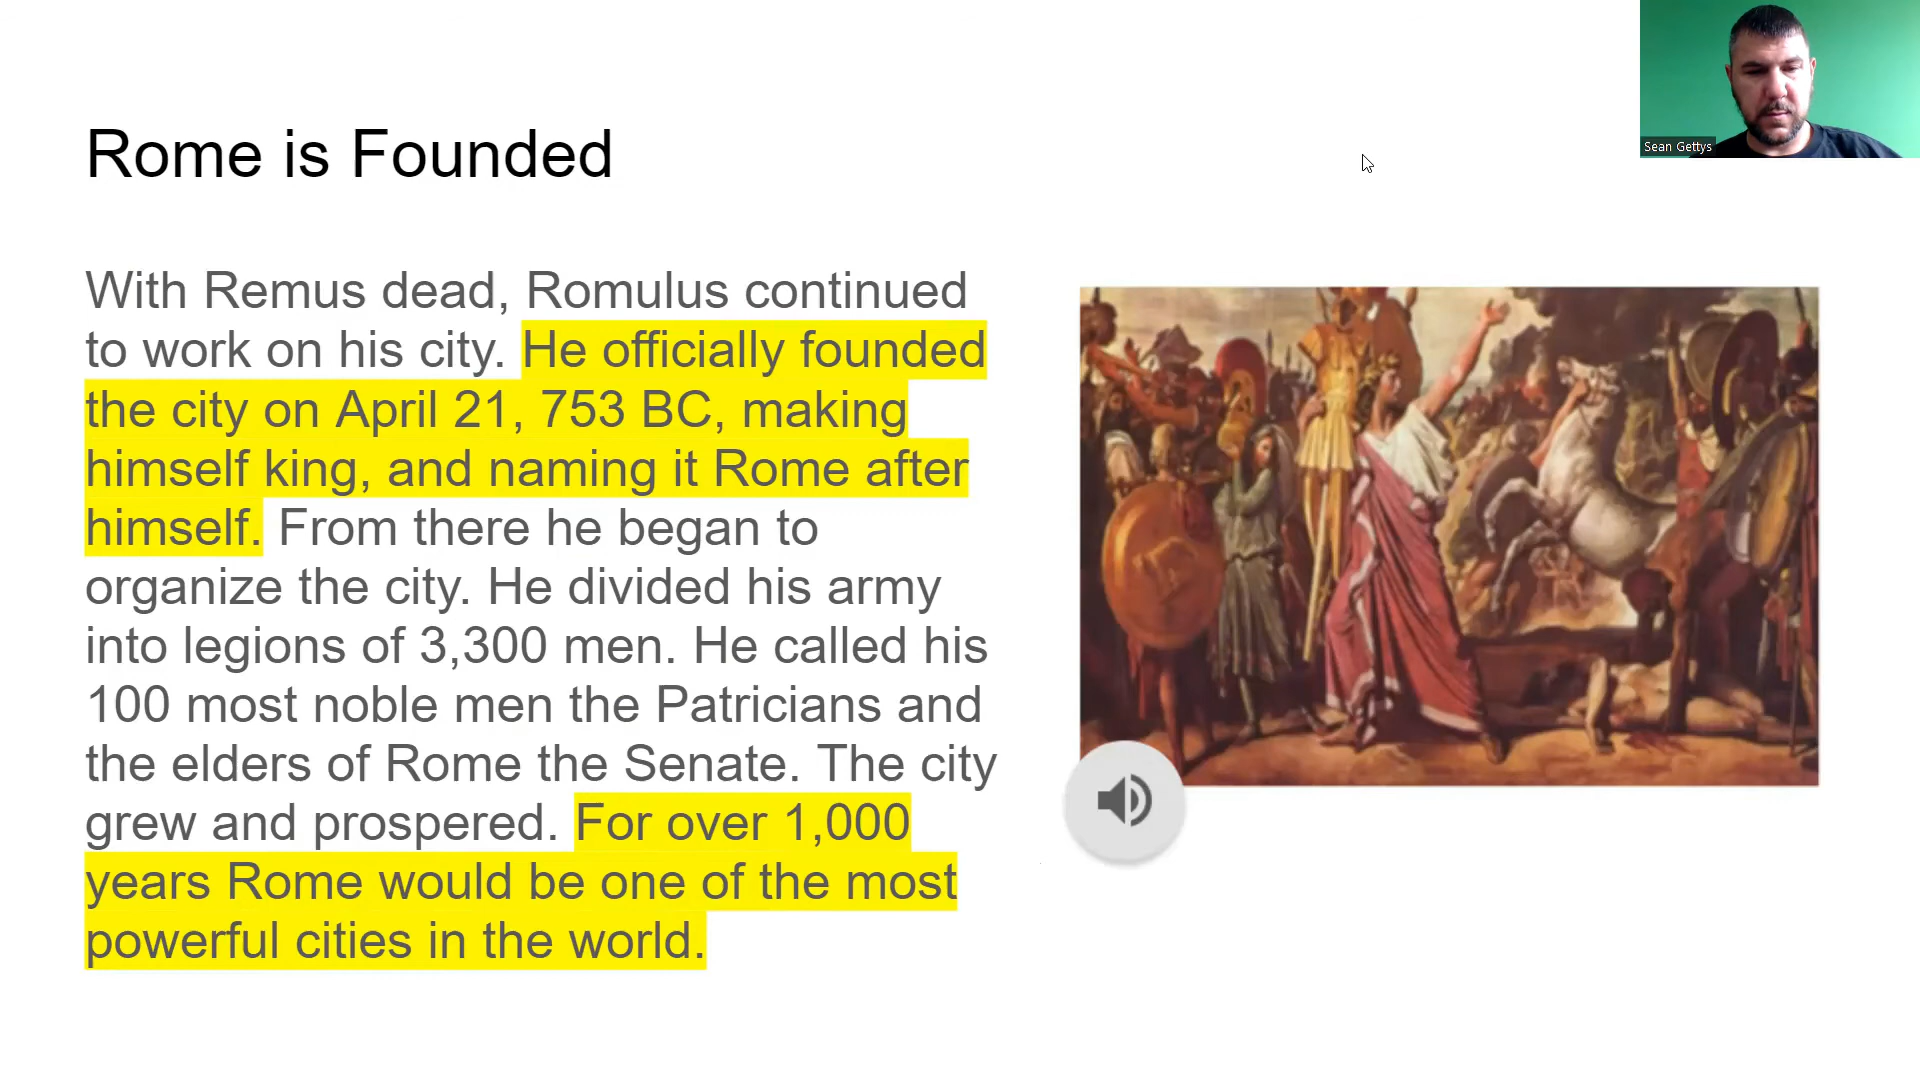 Rome is Founded
With Remus dead, Romulus continued
to work on his city. He officially founded
the city on April 21, 753 BC, making
himself king, and naming it Rome after
himself. From there he began to
organize the city. He divided his army
into legions of 3,300 men. He called his
100 most noble men the Patricians and
the elders of Rome the Senate. The city
grew and prospered. For over 1,000
years Rome would be one of the most
powerful cities in the world.
Sean Gettys